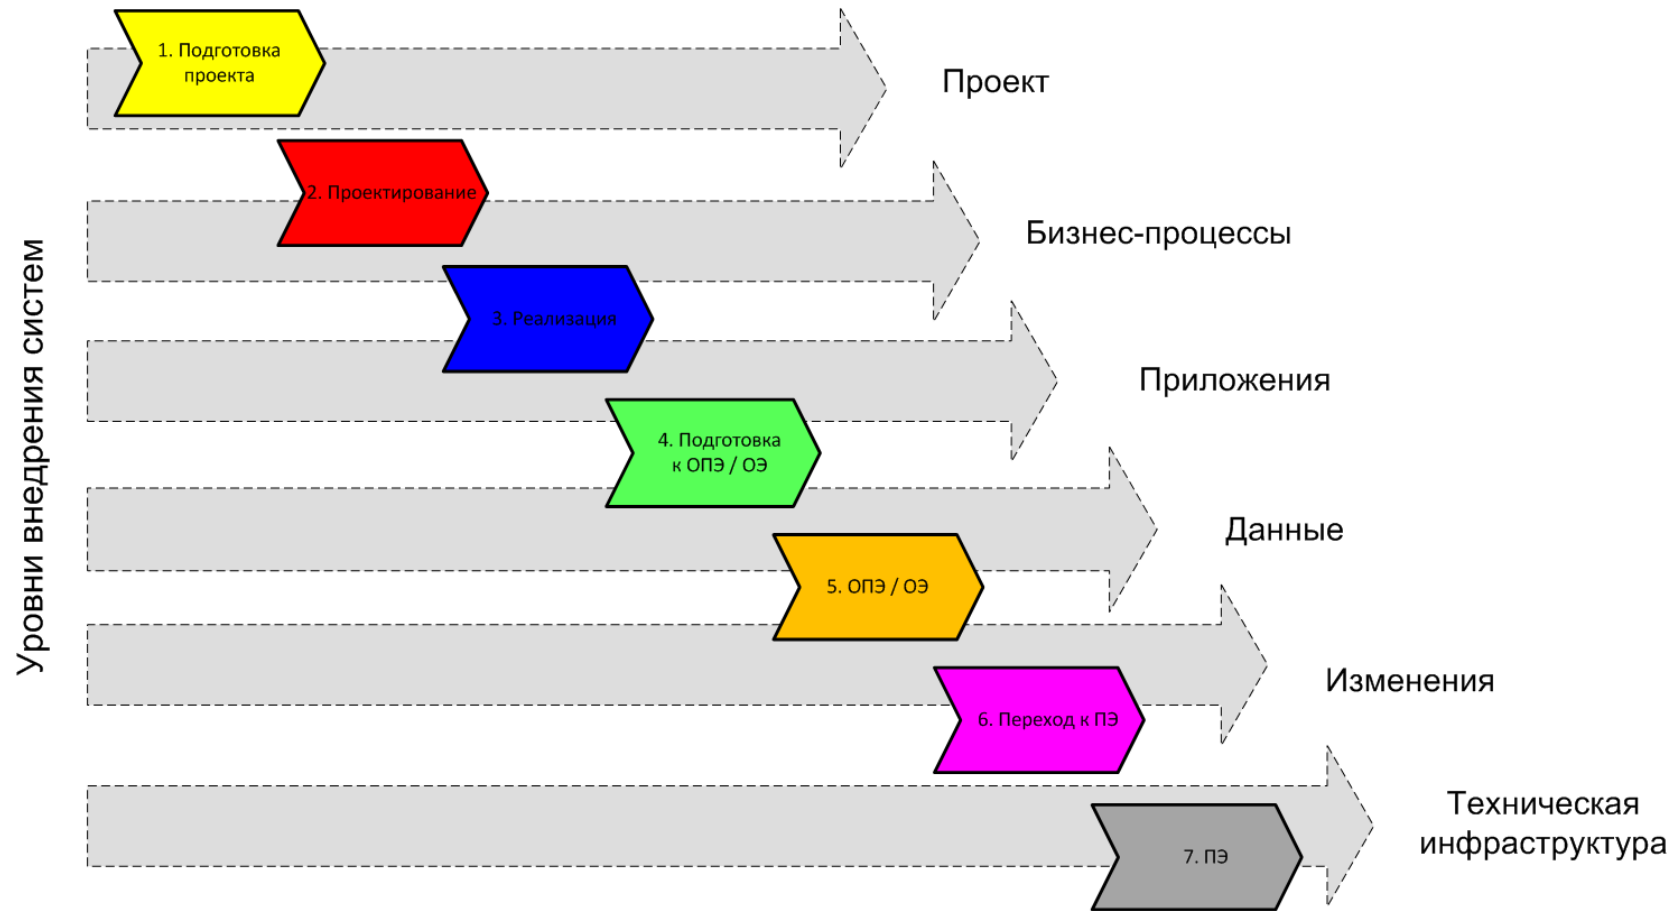 1. Подготовка
проекта
Проект
2. Проектирование
Бизнес-процессы
3. Реализация
Приложения
4. Подготовка
к ОПЭ / ОЭ
Данные
5. ОПЭ / ОЭ
Изменения
6. Переход к ПЭ
Техническая
инфраструктура
7. ПЭ
Уровни внедрения систем